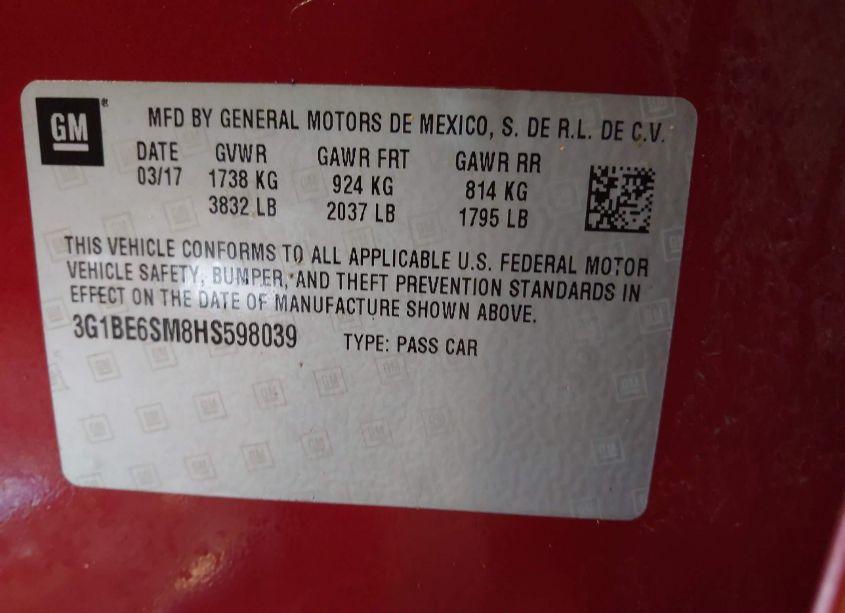 GM
MFD BY GENERAL MOTORS DE MEXICO, S. DE R.L. DE C.V.
DATE GVWR GAWR FRT GAWR RR
03/17 1738 KG 924 KG 814 KG
3832 LB 2037 LB 1795 LB
THIS VEHICLE CONFORMS TO ALL APPLICABLE U.S. FEDERAL MOTOR
VEHICLE SAFETY, BUMPER, AND THEFT PREVENTION STANDARDS IN
EFFECT ON THE DATE OF MANUFACTURE SHOWN ABOVE.
3G1BE6SM8HS598039 TYPE: PASS CAR